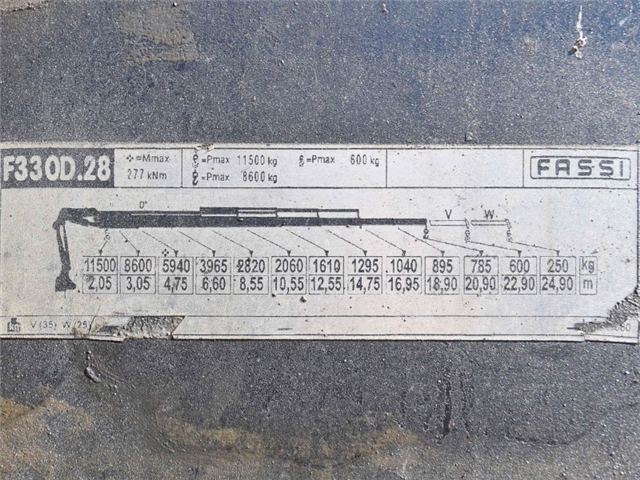 F330D.28 =Mmax 277 kNm =Pmax 11500 kg =Pmax 600 kg FASSI
=Pmax 8600 kg
0°
V W
11500 8600 5940 3965 2820 2060 1610 1295 1040 895 785 600 250 kg
2,05 3,05 4,75 6,60 8,55 10,55 12,55 14,75 16,95 18,90 20,90 22,90 24,90 m
V (35) W (25)